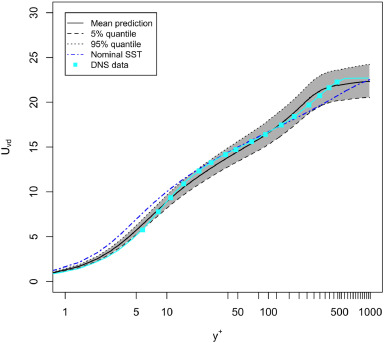 30
25
20
15
10
5
0
U_vd
Mean prediction
5% quantile
95% quantile
Nominal SST
DNS data
1 5 10 50 100 500 1000
y+